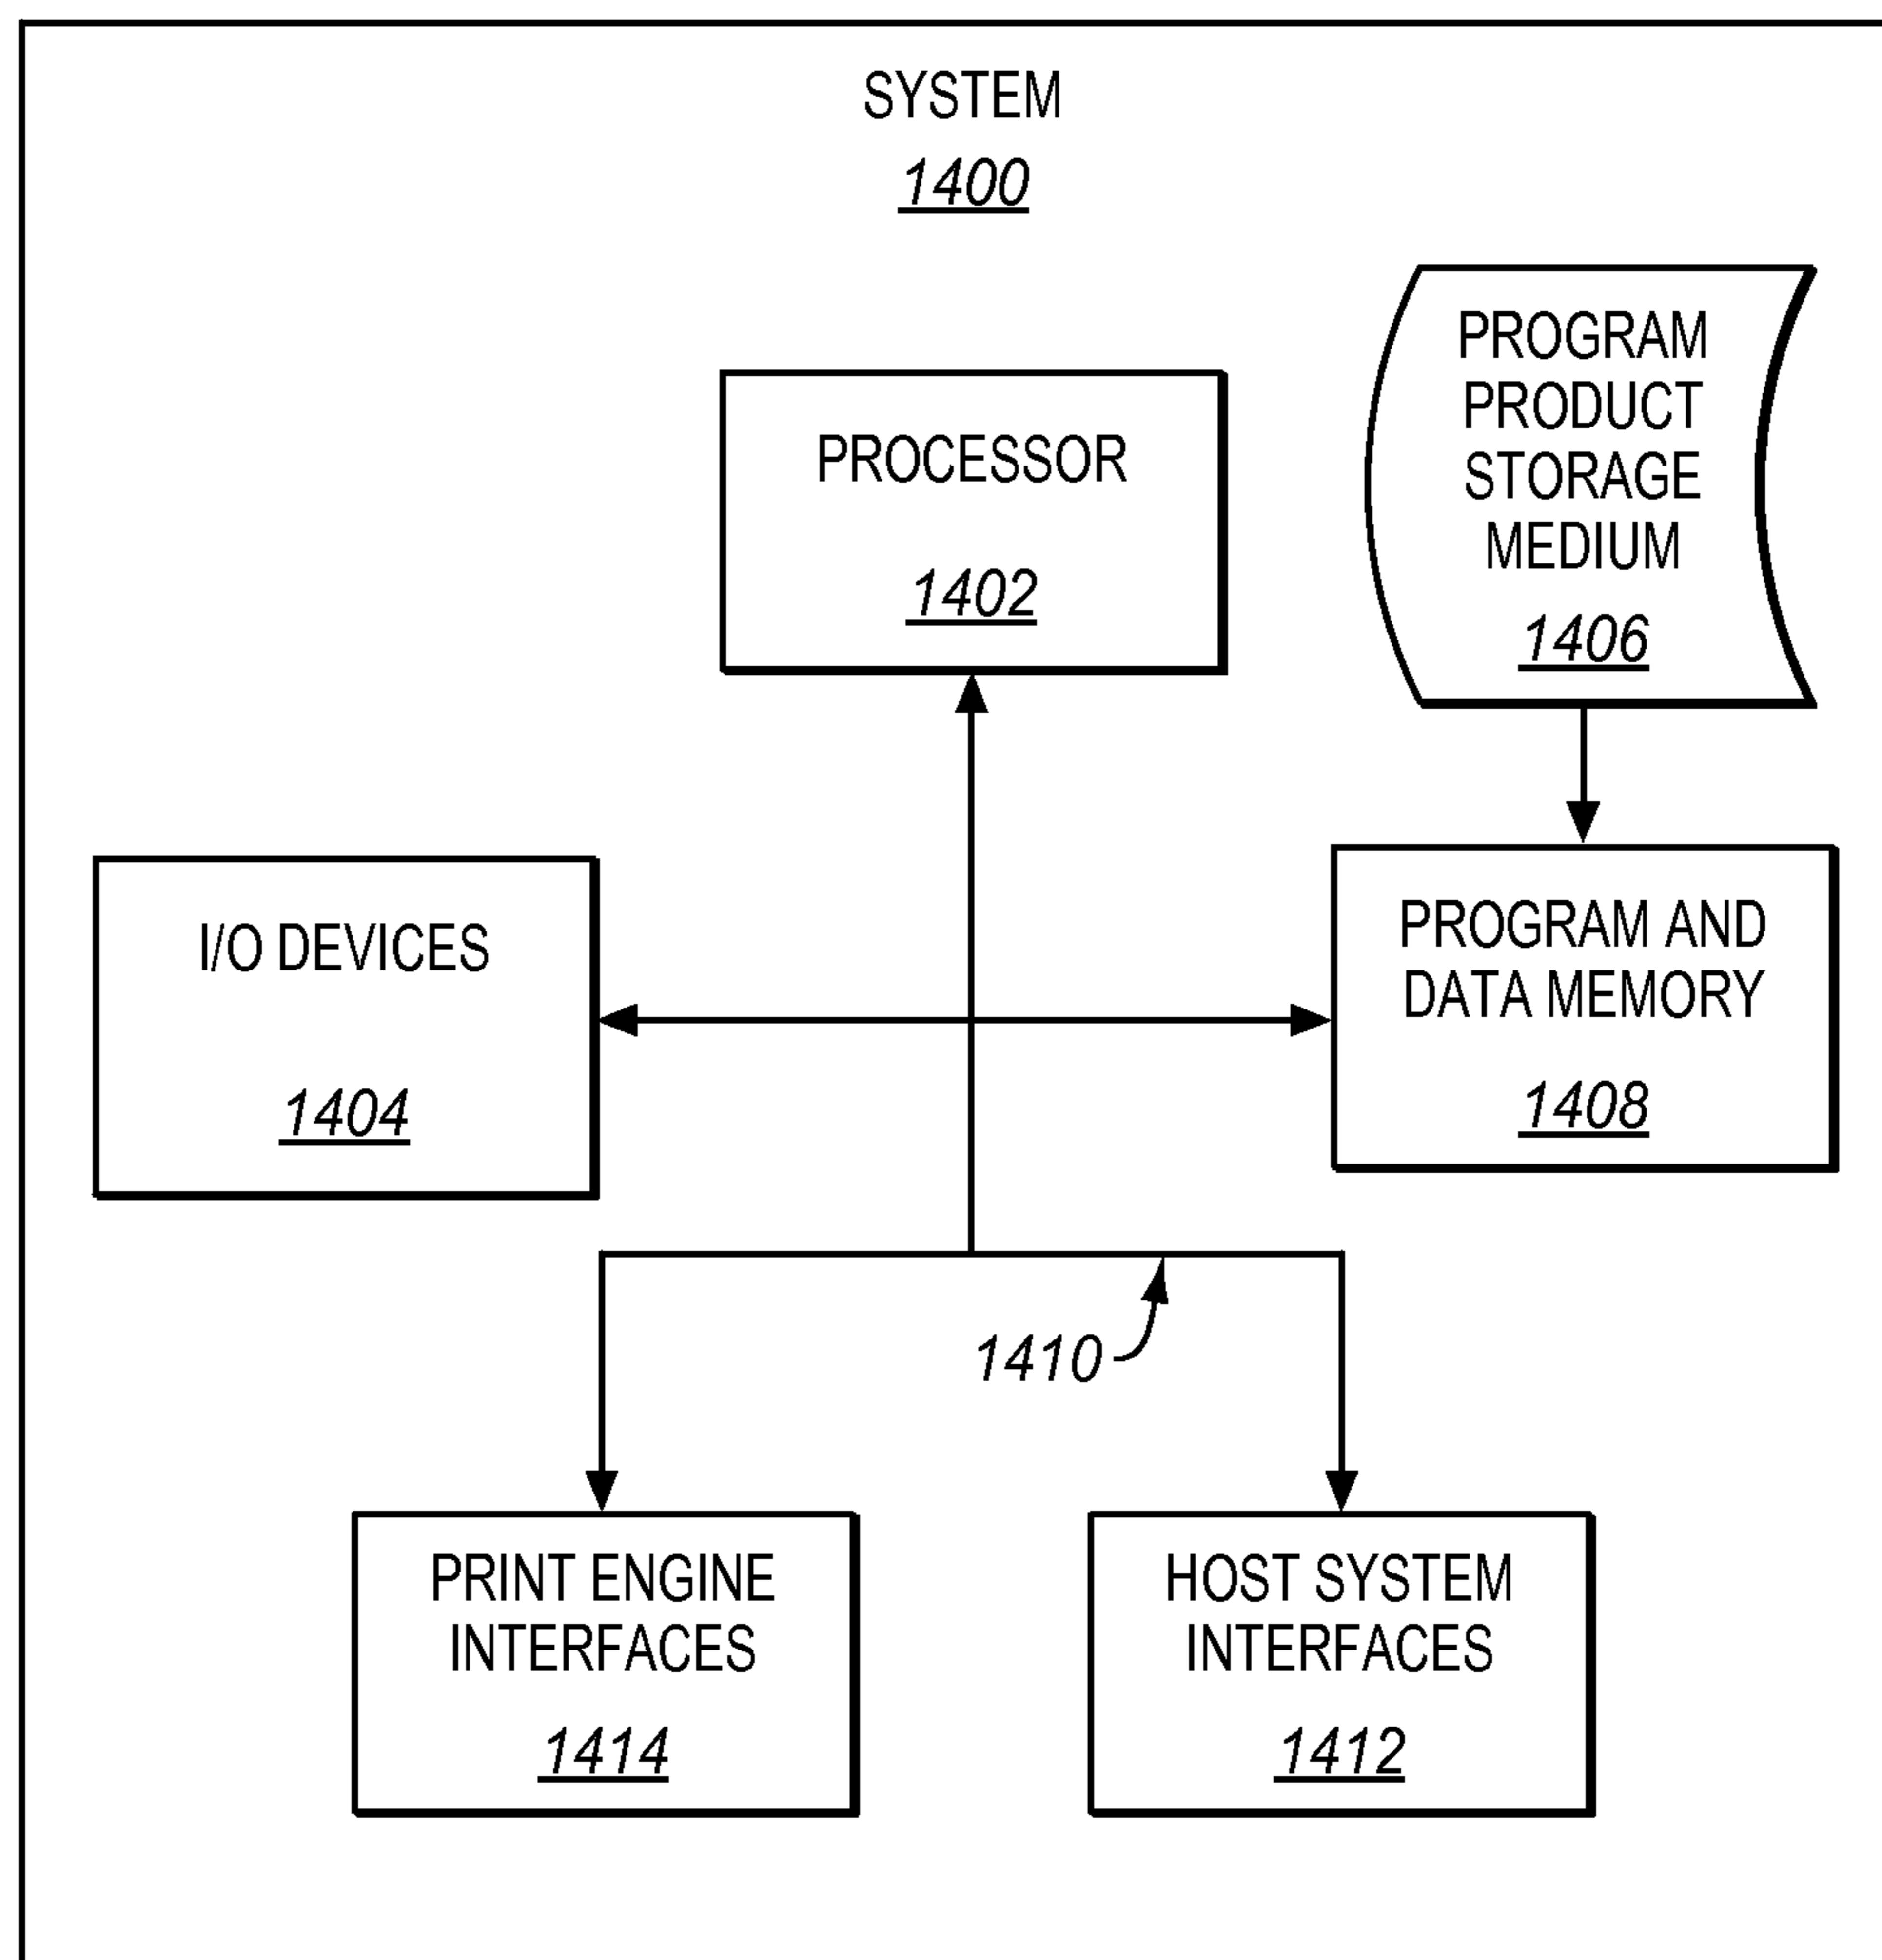 SYSTEM
1400
PROCESSOR
1402
PROGRAM
PRODUCT
STORAGE
MEDIUM
1406
I/O DEVICES
1404
PROGRAM AND
DATA MEMORY
1408
1410
PRINT ENGINE
INTERFACES
1414
HOST SYSTEM
INTERFACES
1412